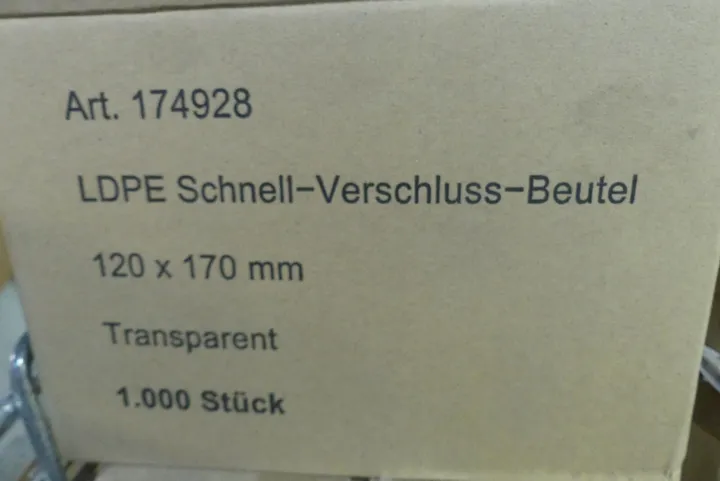 Art. 174928
LDPE Schnell-Verschluss-Beutel
120 x 170 mm
Transparent
1.000 Stück